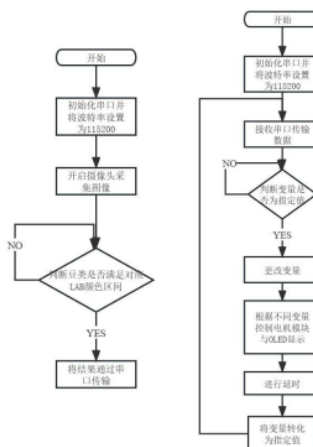 开始
初始化串口并
将波特率设置
为115200
开启摄像头采
集图像
NO
判断豆类是否满足对应
LAB颜色区间
YES
将结果通过串
口传输
开始
初始化串口并
将波特率设置
为115200
接收串口传输
数据
NO
判断变量是
否为指定值
YES
更改变量
根据不同变量
控制电机模块
与OLED显示
进行延时
将变量转化
为指定值